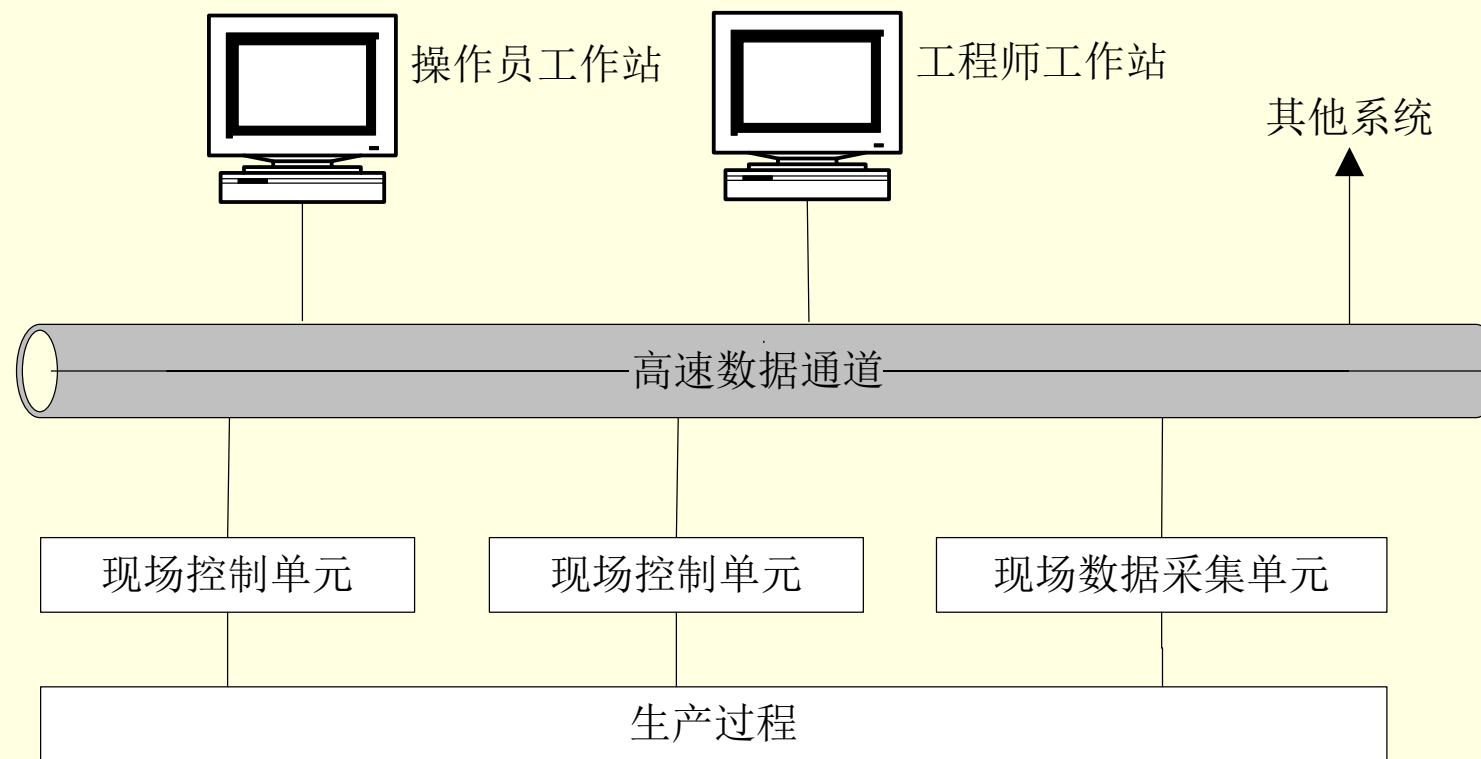 操作员工作站
工程师工作站
其他系统
高速数据通道
现场控制单元
现场控制单元
现场数据采集单元
生产过程